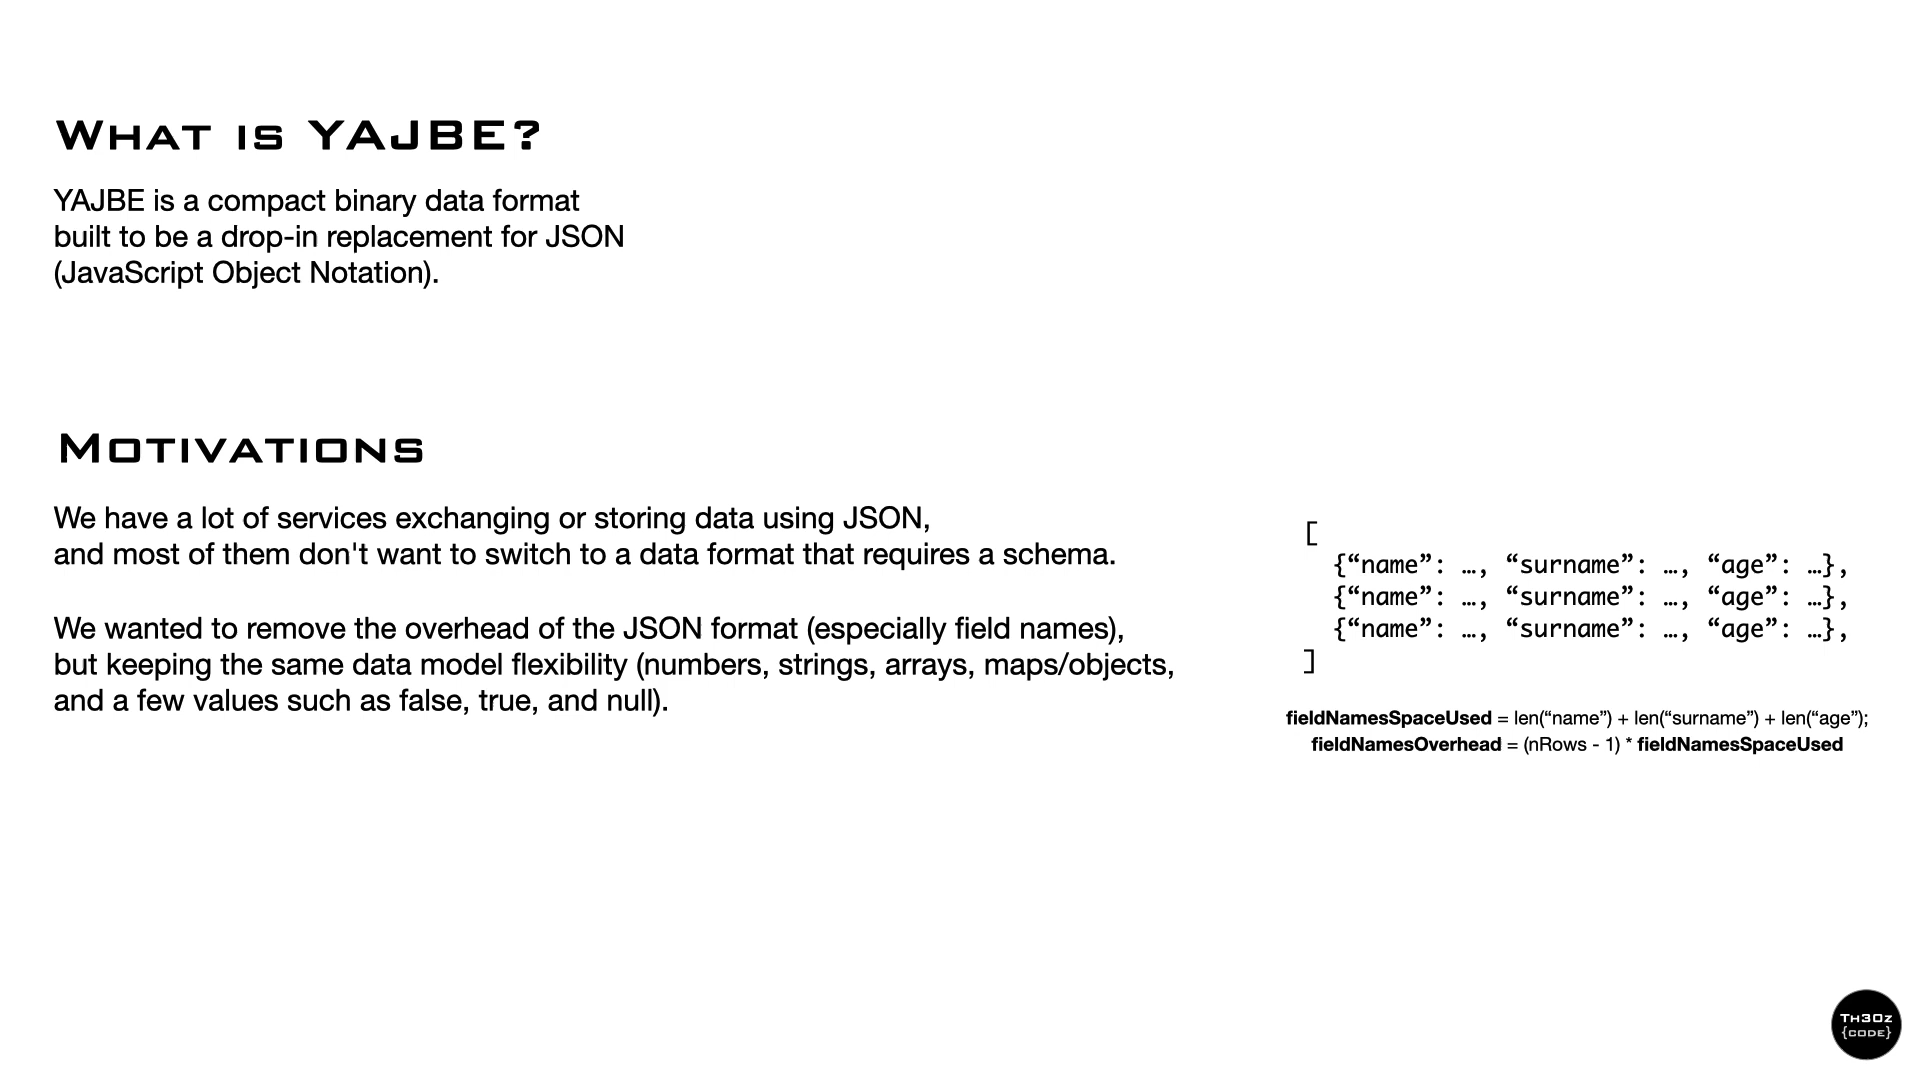 What is YAJBE?
YAJBE is a compact binary data format
built to be a drop-in replacement for JSON
(JavaScript Object Notation).
Motivations
We have a lot of services exchanging or storing data using JSON,
and most of them don't want to switch to a data format that requires a schema.
We wanted to remove the overhead of the JSON format (especially field names),
but keeping the same data model flexibility (numbers, strings, arrays, maps/objects,
and a few values such as false, true, and null).
[
{“name”: …, “surname”: …, “age”: …},
{“name”: …, “surname”: …, “age”: …},
{“name”: …, “surname”: …, “age”: …},
]
fieldNamesSpaceUsed = len(“name”) + len(“surname”) + len(“age”);
fieldNamesOverhead = (nRows - 1) * fieldNamesSpaceUsed
Th30z
{code}